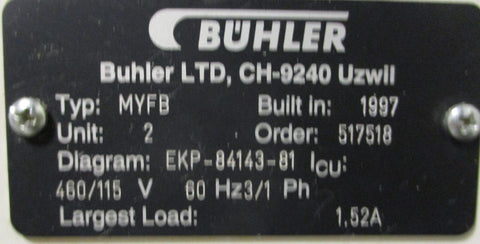 BÜHLER
Buhler LTD, CH-9240 Uzwil
Typ: MYFB Built in: 1997
Unit: 2 Order: 517518
Diagram: EKP-84143-81 ICU:
460/115 V 60 Hz3/1 Ph
Largest Load: 1,52A